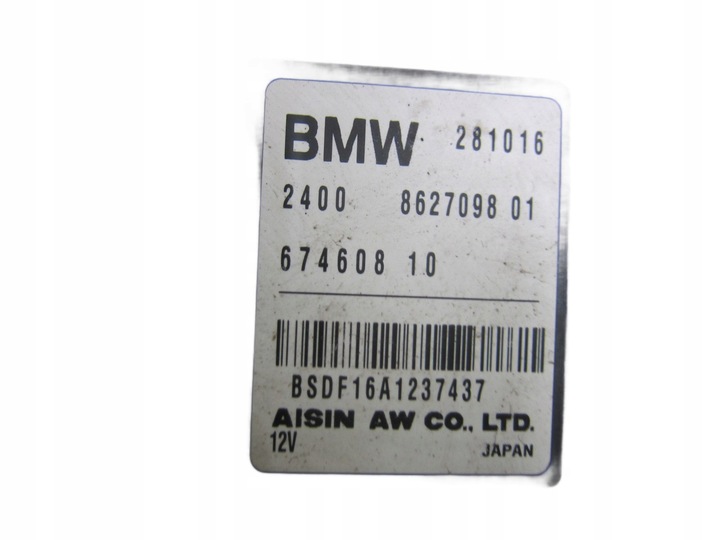 BMW 281016
2400 8627098 01
674608 10
BSDF16A1237437
AISIN AW CO., LTD.
12V JAPAN